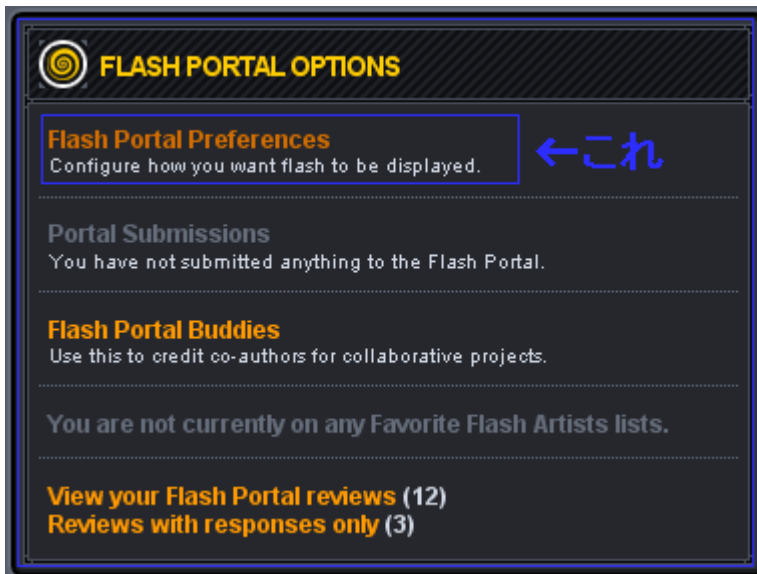 FLASH PORTAL OPTIONS
Flash Portal Preferences
Configure how you want flash to be displayed.
←これ
Portal Submissions
You have not submitted anything to the Flash Portal.
Flash Portal Buddies
Use this to credit co-authors for collaborative projects.
You are not currently on any Favorite Flash Artists lists.
View your Flash Portal reviews (12)
Reviews with responses only (3)